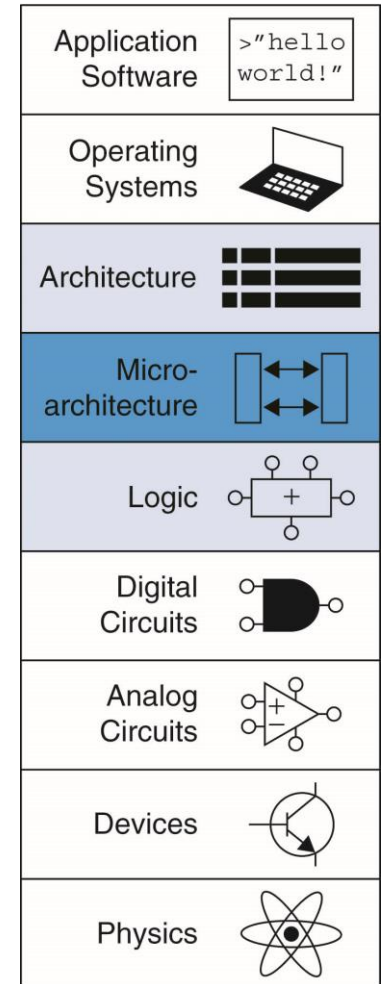 Application
Software
>"hello
world!"
Operating
Systems
Architecture
Micro-
architecture
Logic
+
Digital
Circuits
Analog
Circuits
+
−
Devices
Physics